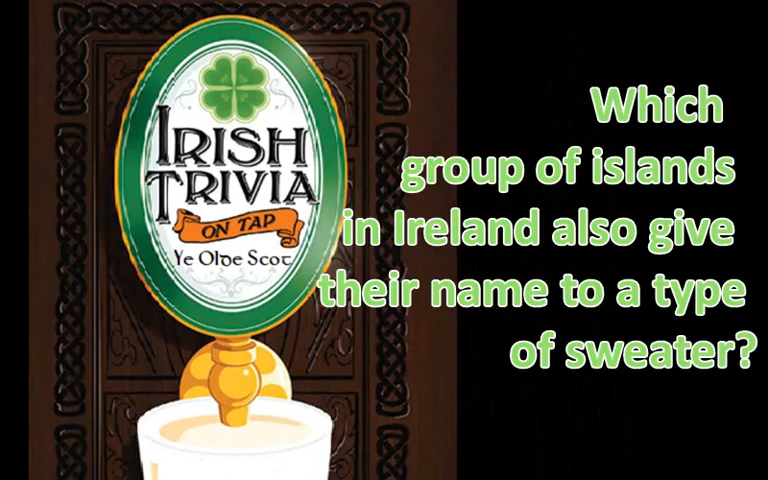 IRISH
TRIVIA
ON TAP
Ye Olde Scot
Which
group of islands
in Ireland also give
their name to a type
of sweater?